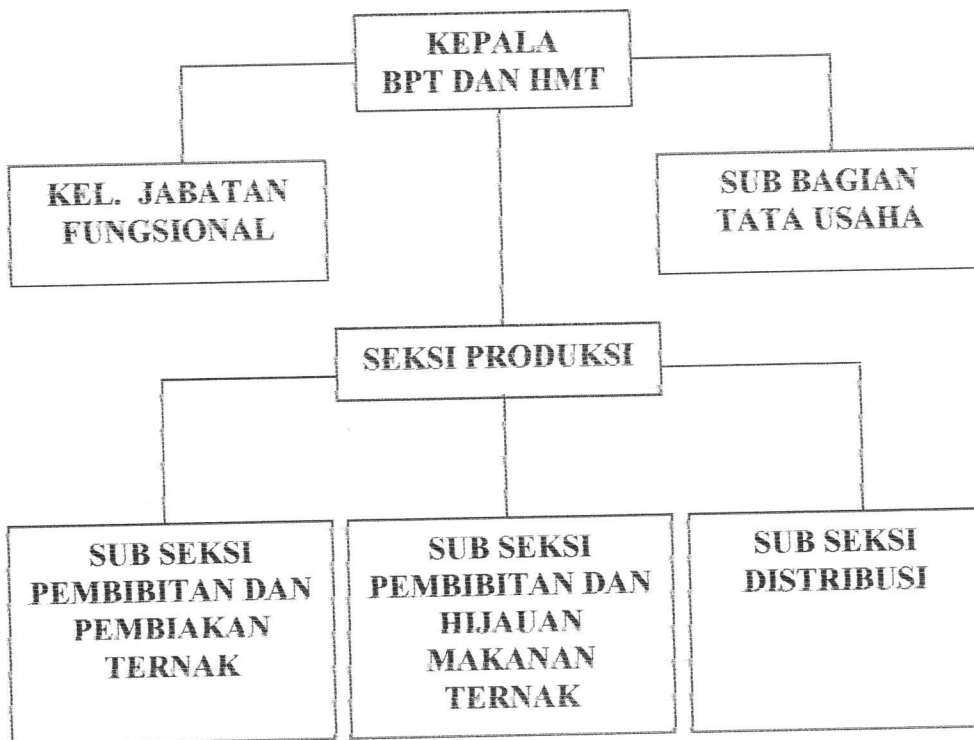 KEPALA
BPT DAN HMT
KEL. JABATAN
FUNGSIONAL
SUB BAGIAN
TATA USAHA
SEKSI PRODUKSI
SUB SEKSI
PEMBIBITAN DAN
PEMBIAKAN
TERNAK
SUB SEKSI
PEMBIBITAN DAN
HIJAUAN
MAKANAN
TERNAK
SUB SEKSI
DISTRIBUSI